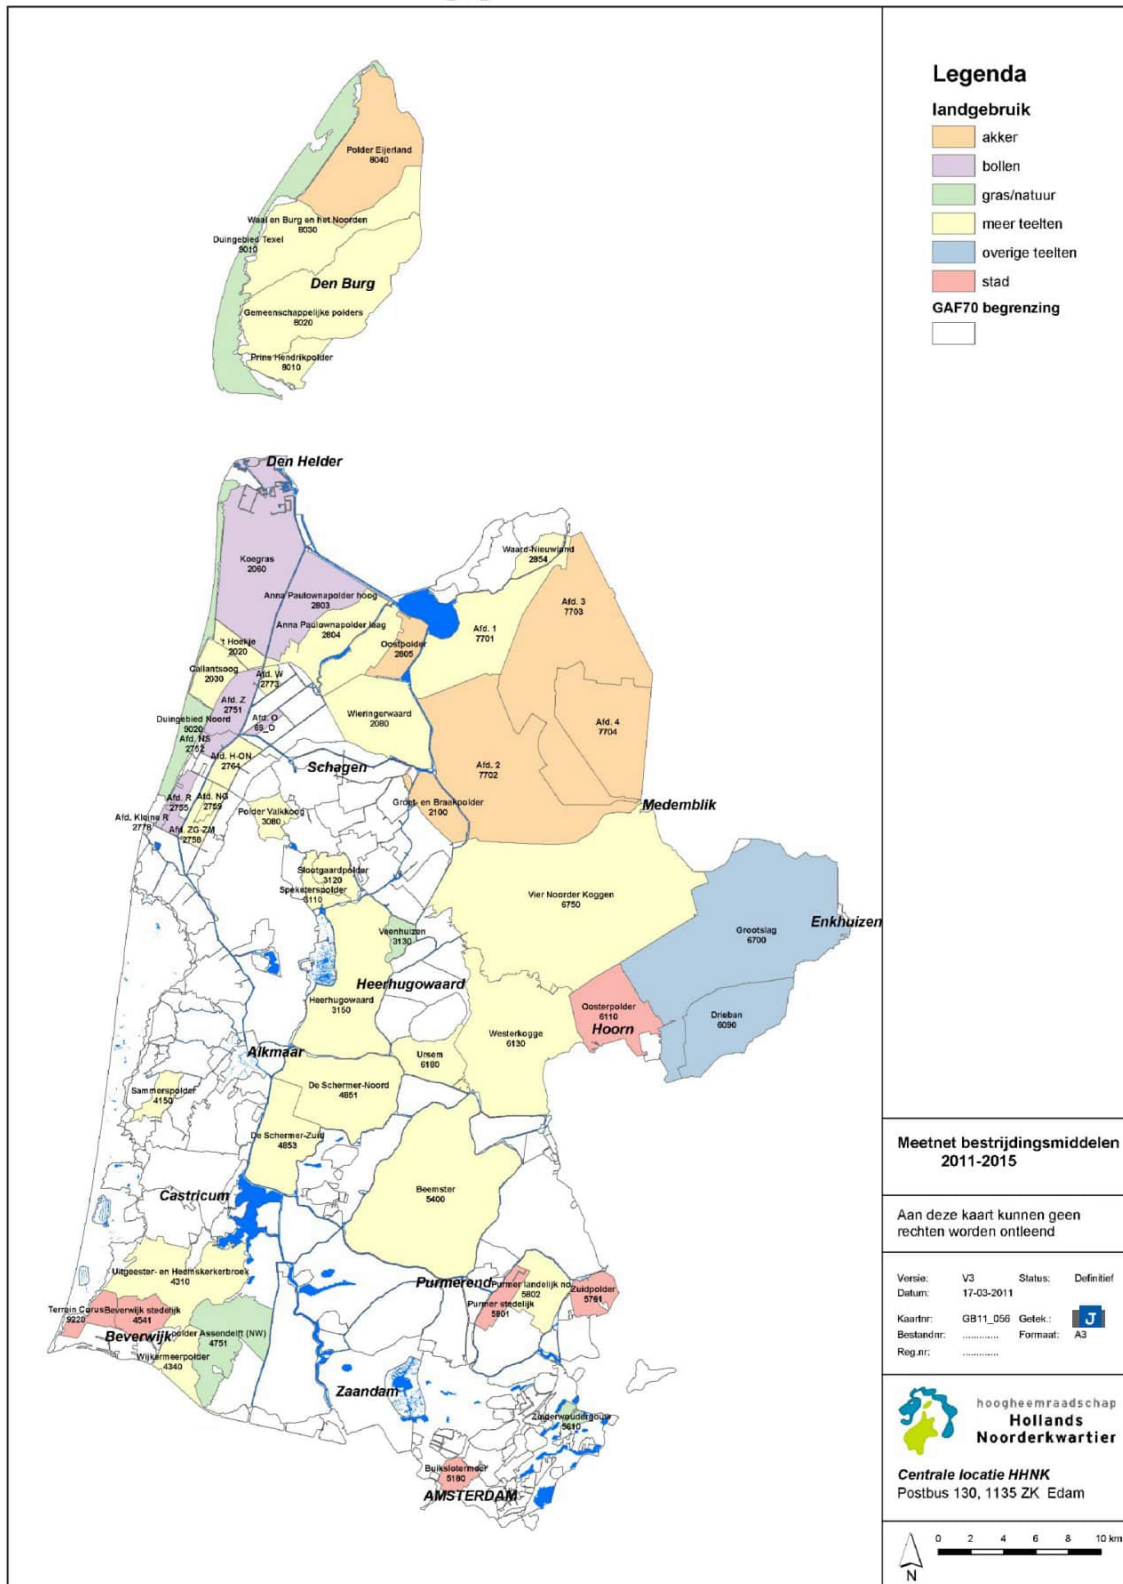 Polder Eijerland
8040
Waal en Burg en het Noorden
8030
Duingebied Texel
9010
Den Burg
Gemeenschappelijke polders
8020
Prins Hendrikpolder
8010
Den Helder
Koegras
2060
Waard-Nieuwland
2854
Afd. 3
7703
Anna Paulownapolder hoog
2803
Anna Paulownapolder laag
2804
Afd. 1
7701
't Hoekje
2020
Oostpolder
2805
Callantsoog
2030
Afd. W
2773
Afd. Z
2751
Wieringerwaard
2080
Duingebied Noord
9020
Afd. O
69_O
Afd. 4
7704
Afd. NS
2752
Afd. H-ON
2764
Schagen
Afd. 2
7702
Afd. R
2755
Afd. NG
2759
Groet- en Braakpolder
2100
Medemblik
Polder Valkkoog
3080
Afd. Kleine R
2778
Afd. ZG-ZM
2758
Slootgaardpolder
3120
Speketerspolder
3110
Vier Noorder Koggen
6750
Enkhuizen
Grootslag
6700
Veenhuizen
3130
Heerhugowaard
Heerhugowaard
3150
Oosterpolder
6110
Hoorn
Drieban
6090
Westerkogge
6130
Alkmaar
Ursem
6180
De Schermer-Noord
4851
Sammerspolder
4150
De Schermer-Zuid
4853
Castricum
Beemster
5400
Uitgeester- en Heemskerkerbroek
4310
Purmerend
Purmer landelijk no
5802
Zuidpolder
5761
Purmer stedelijk
5801
Terrein Corus
9220
Beverwijk stedelijk
4541
Beverwijk
polder Assendelft (NW)
4751
Wijkermeerpolder
4340
Zaandam
Zuiderwoudergouw
5610
Buikslotermeer
5180
AMSTERDAM
Legenda
landgebruik
akker
bollen
gras/natuur
meer teelten
overige teelten
stad
GAF70 begrenzing
Meetnet bestrijdingsmiddelen
2011-2015
Aan deze kaart kunnen geen
rechten worden ontleend
Versie: V3 Status: Definitief
Datum: 17-03-2011
Kaartnr: GB11_056 Getek.: J
Bestandnr: ............. Formaat: A3
Reg.nr: .............
hoogheemraadschap
Hollands
Noorderkwartier
Centrale locatie HHNK
Postbus 130, 1135 ZK Edam
0 2 4 6 8 10 km
N